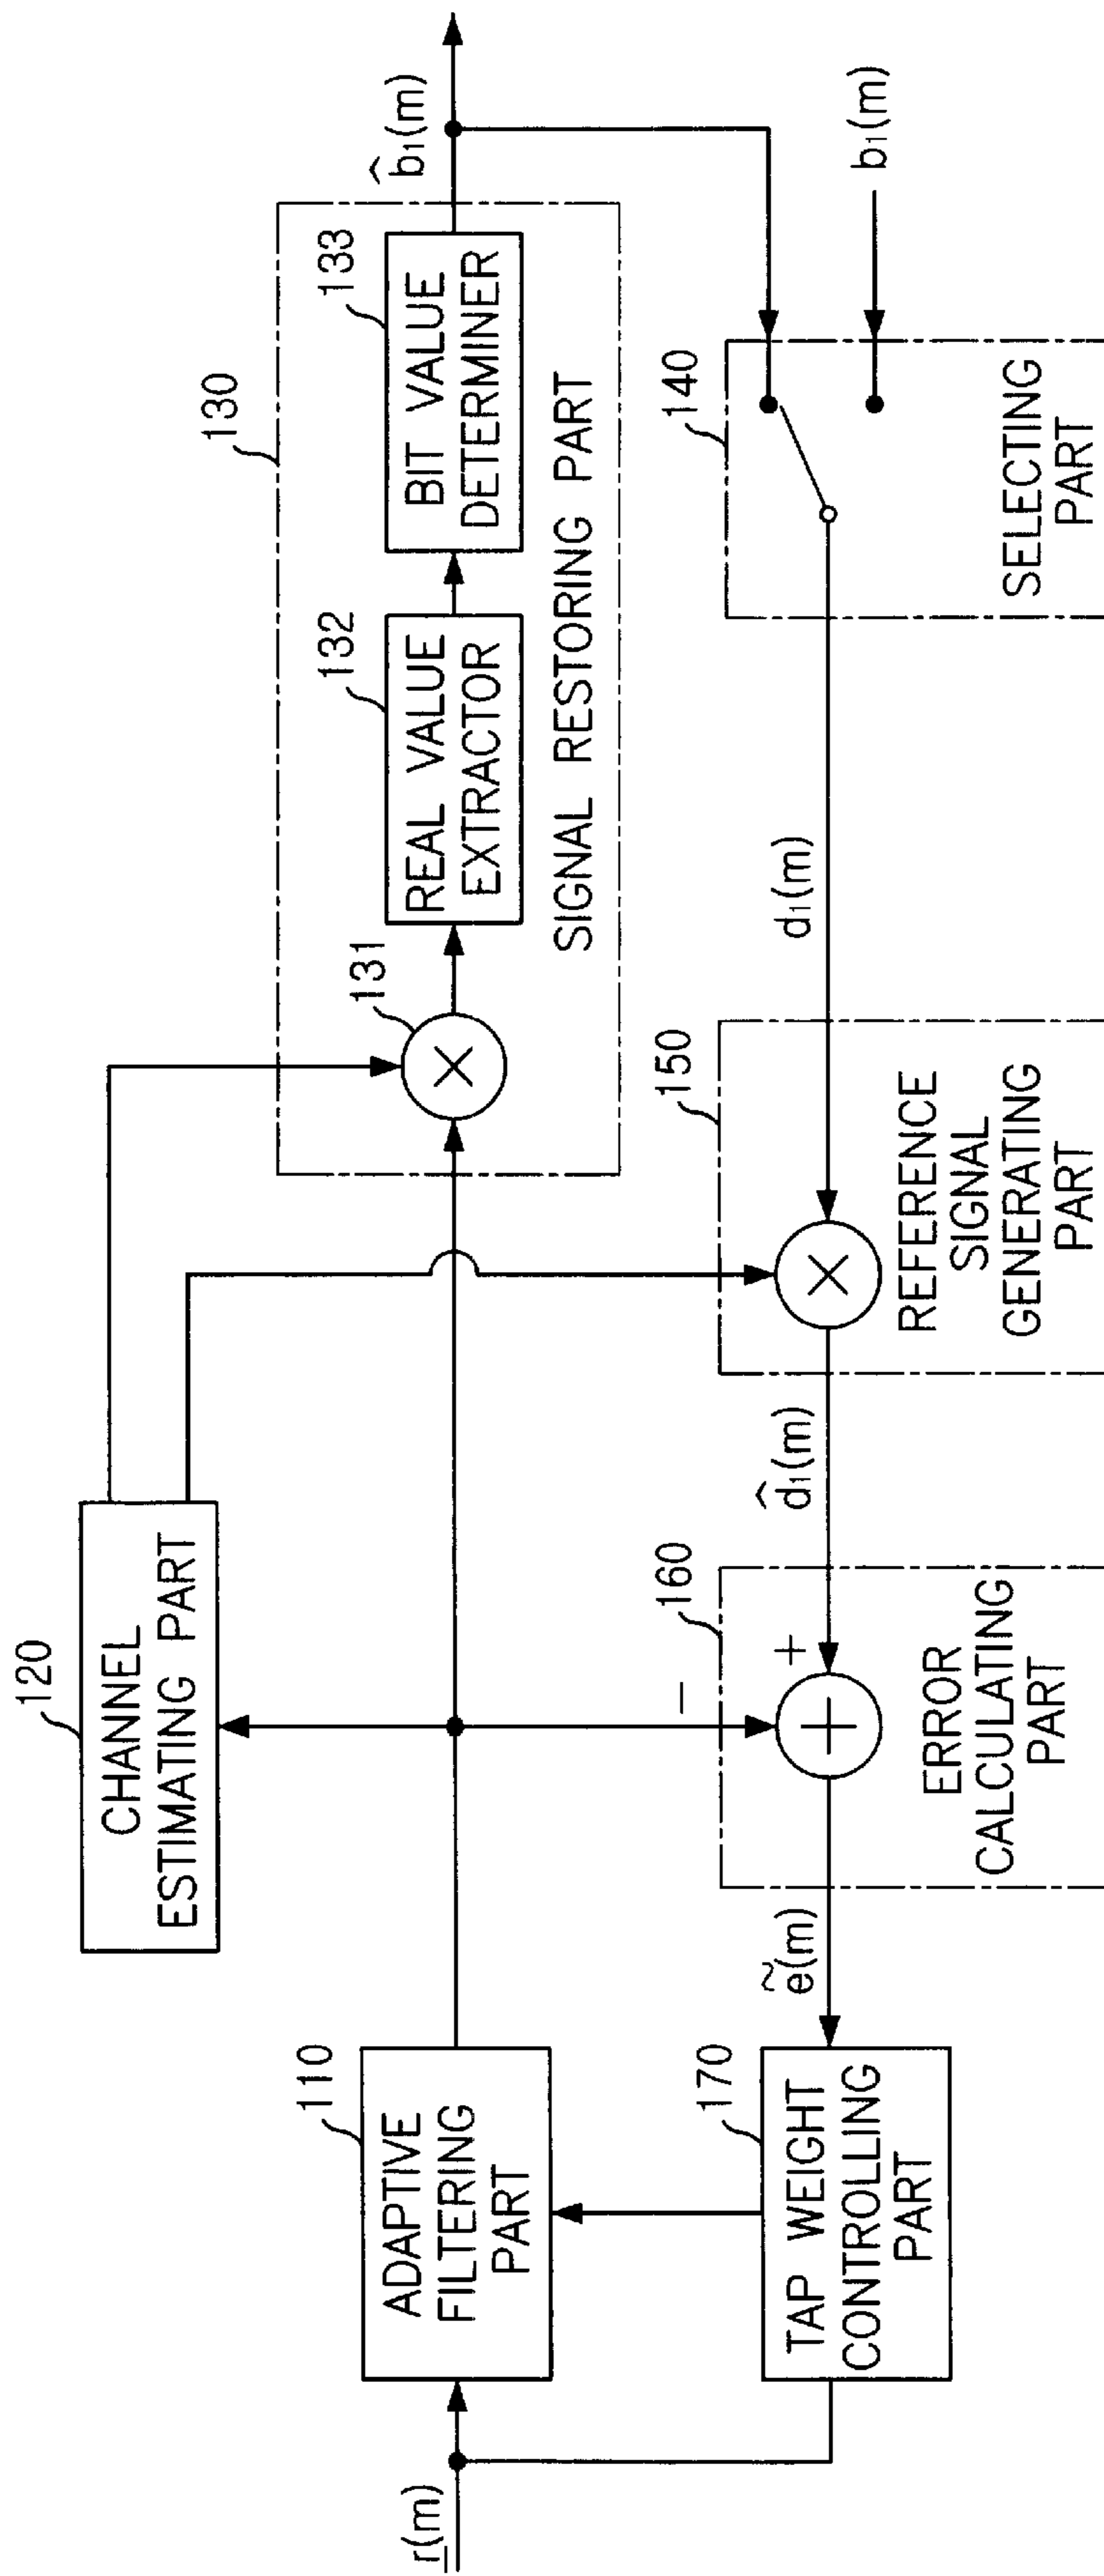 120
CHANNEL
ESTIMATING PART
130
131
132
133
REAL VALUE
EXTRACTOR
BIT VALUE
DETERMINER
SIGNAL RESTORING PART
b̂₁(m)
110
ADAPTIVE
FILTERING
PART
r(m)
170
TAP WEIGHT
CONTROLLING
PART
ẽ(m)
160
−
+
ERROR
CALCULATING
PART
d̂₁(m)
150
REFERENCE
SIGNAL
GENERATING
PART
d₁(m)
140
SELECTING
PART
b₁(m)